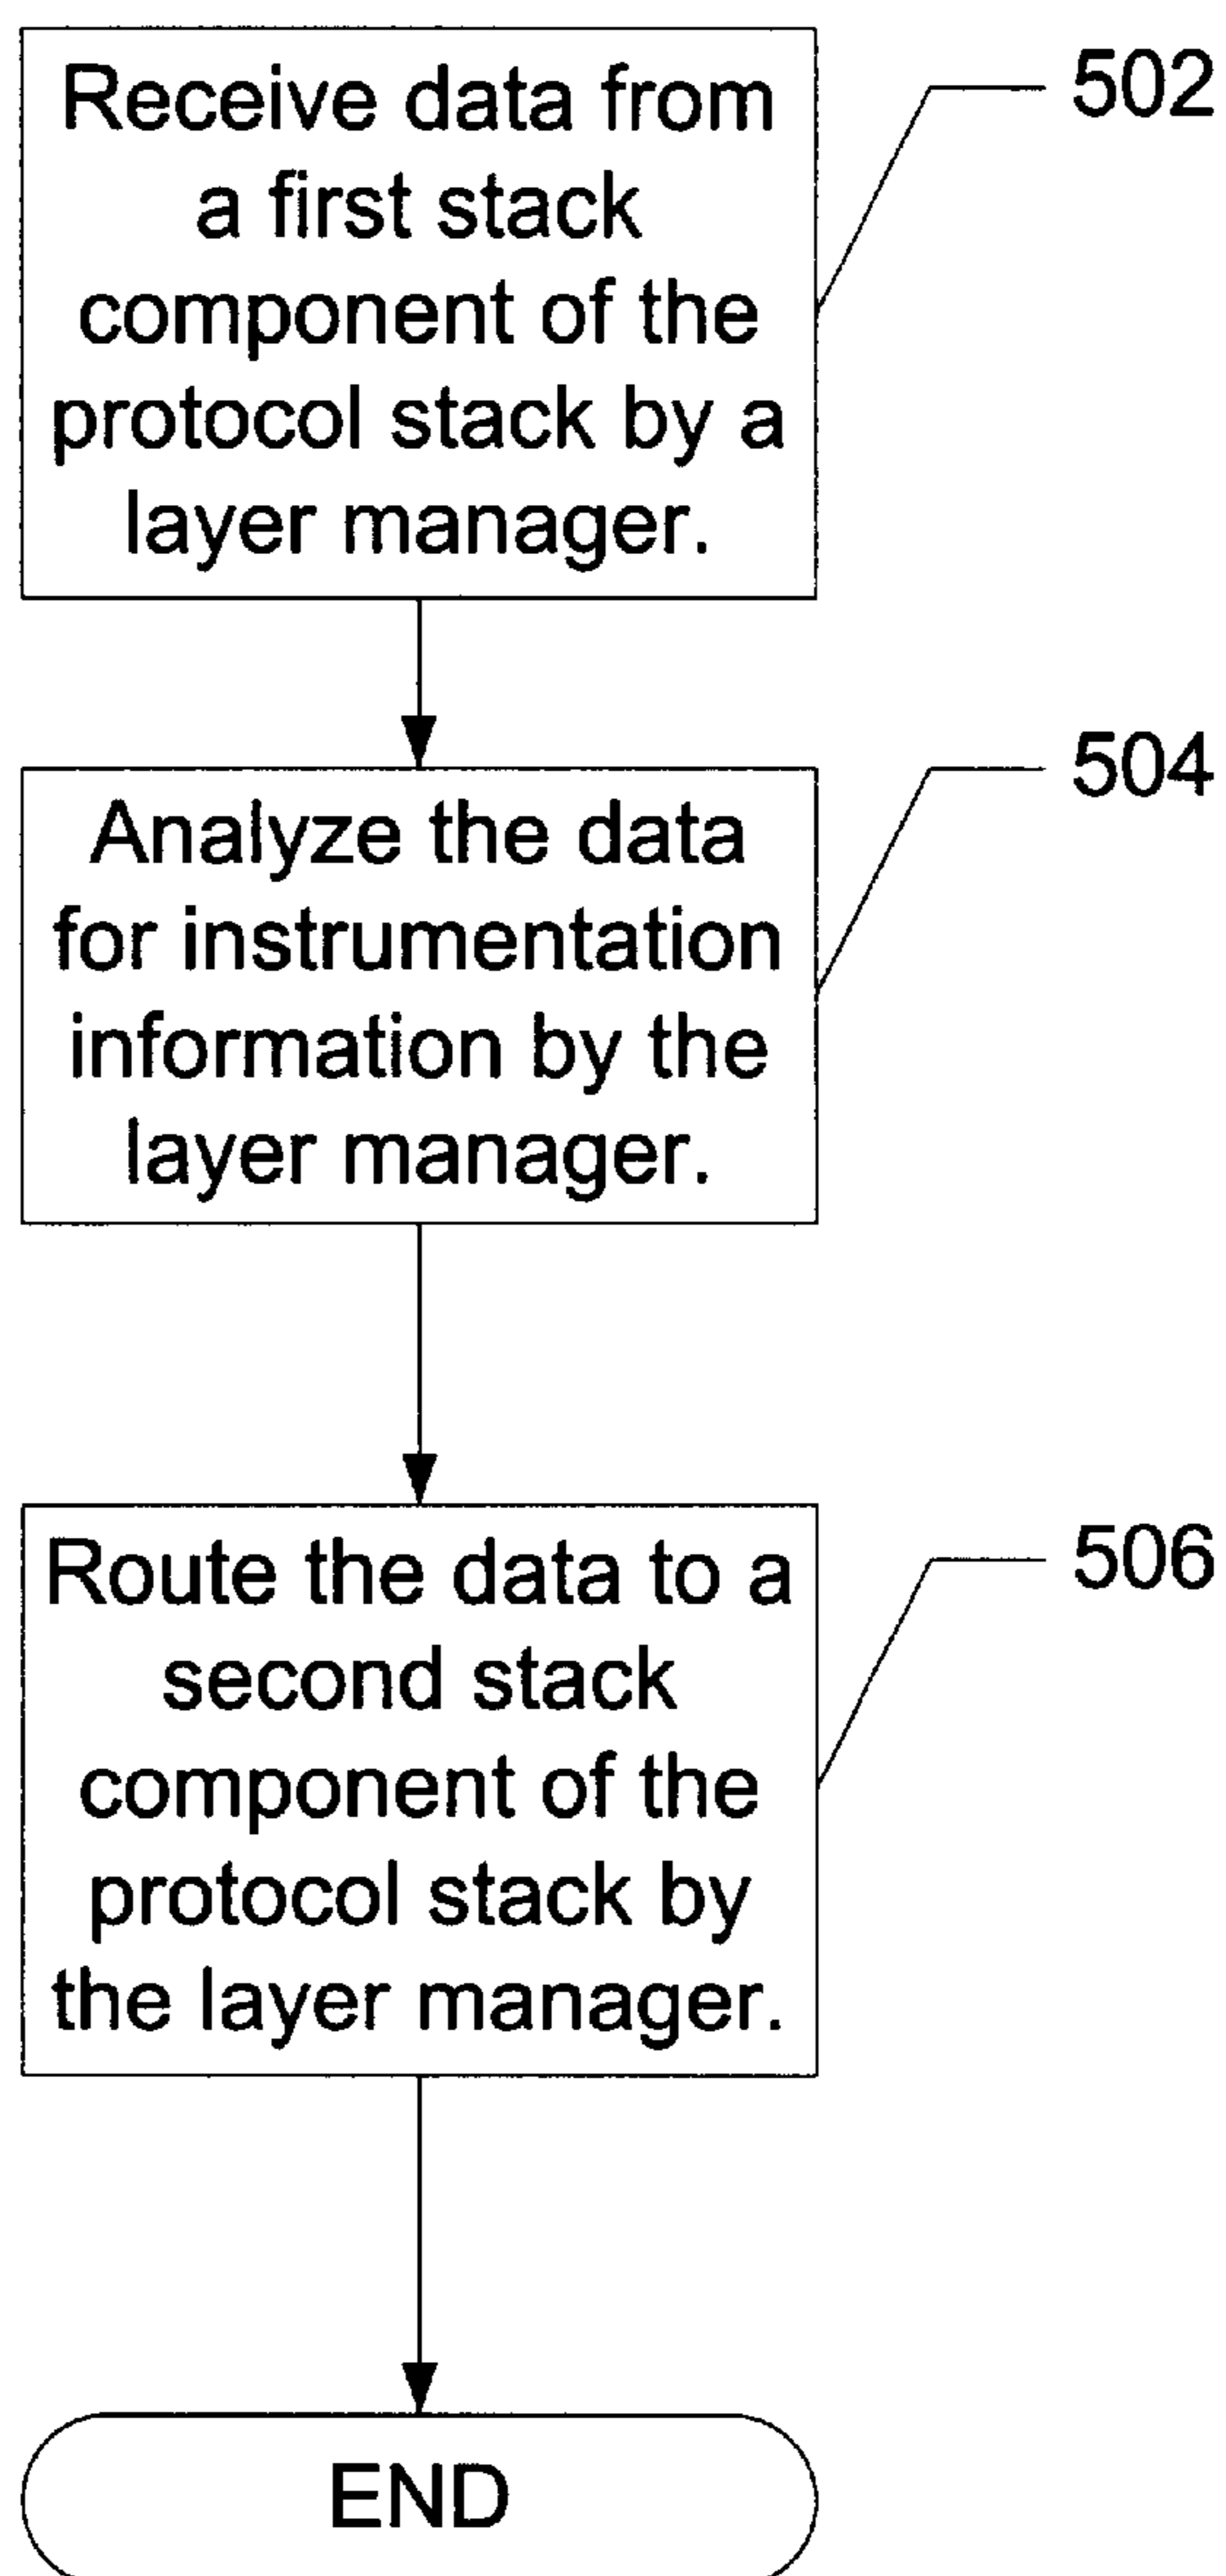 Receive data from
a first stack
component of the
protocol stack by a
layer manager.
502
Analyze the data
for instrumentation
information by the
layer manager.
504
Route the data to a
second stack
component of the
protocol stack by
the layer manager.
506
END